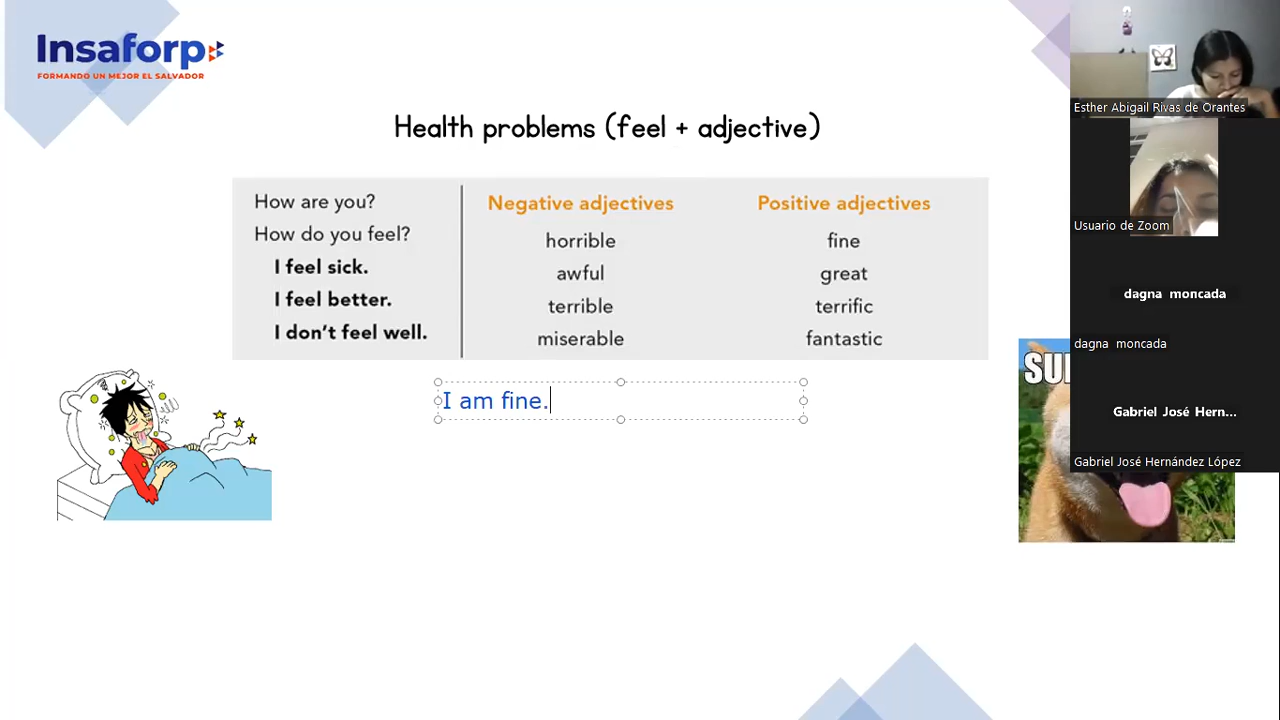 Insaforp
FORMANDO UN MEJOR EL SALVADOR
Health problems (feel + adjective)
How are you?
How do you feel?
I feel sick.
I feel better.
I don't feel well.
Negative adjectives
horrible
awful
terrible
miserable
Positive adjectives
fine
great
terrific
fantastic
I am fine.
SU
Esther Abigail Rivas de Orantes
Usuario de Zoom
dagna moncada
dagna moncada
Gabriel José Hern...
Gabriel José Hernández López